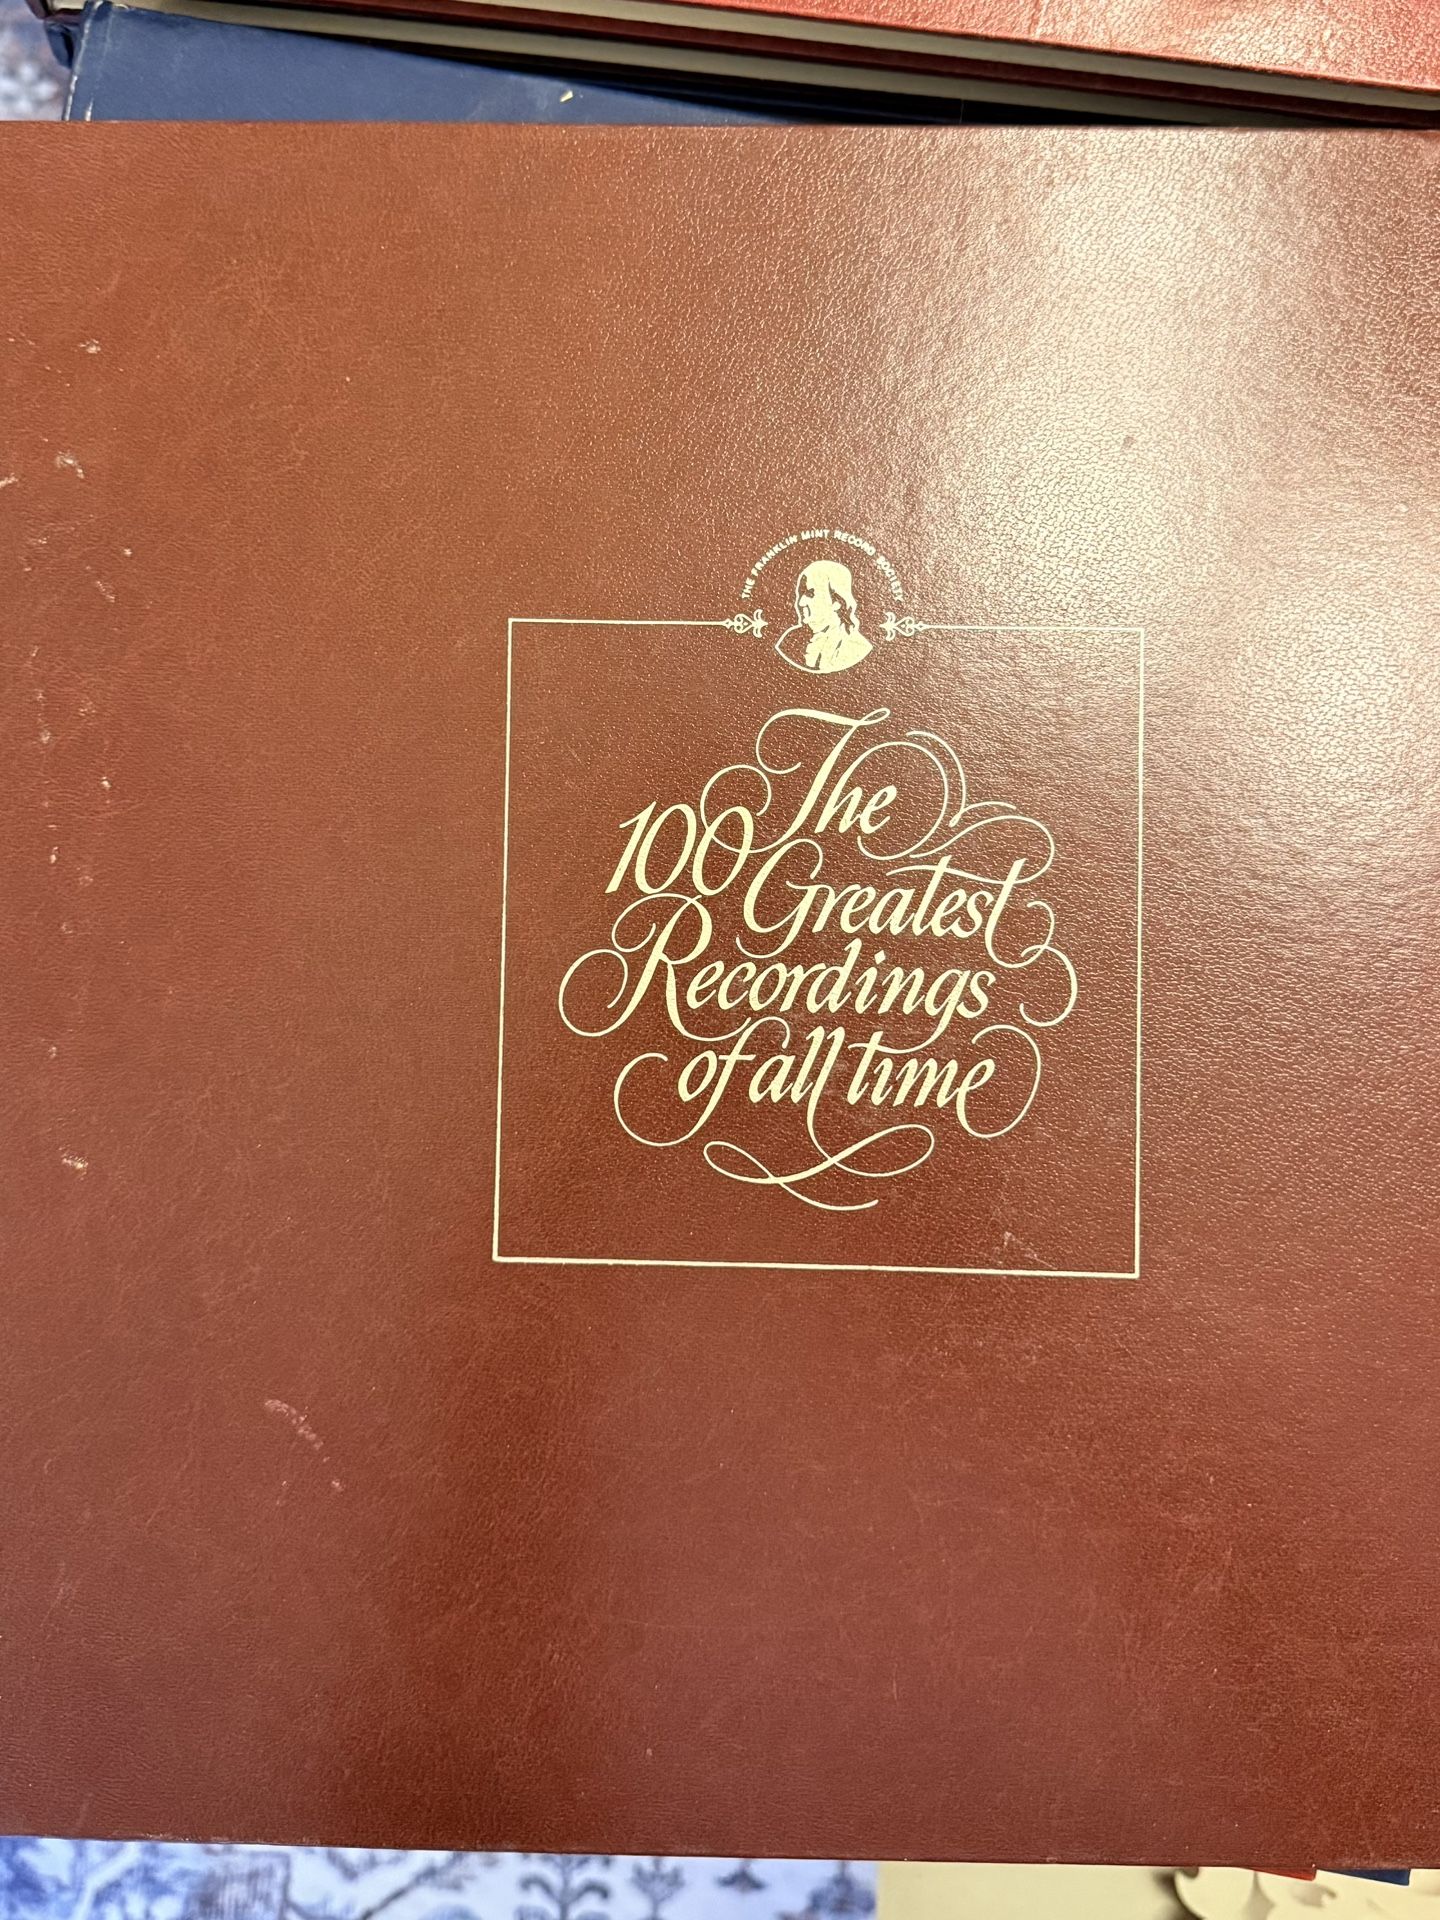 THE FRANKLIN MINT RECORD SOCIETY
The
100 Greatest
Recordings
of all time